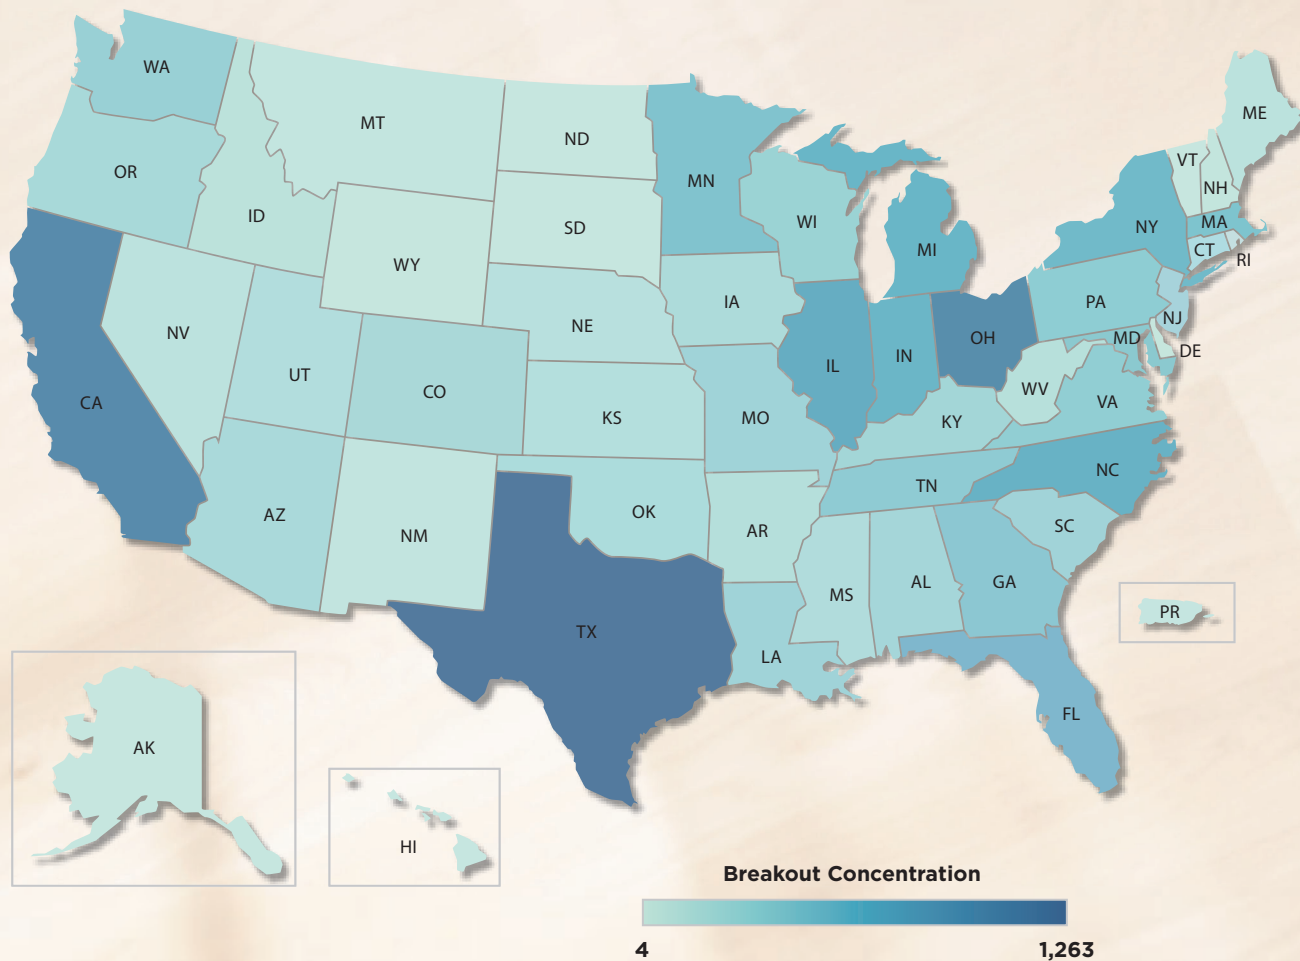 WA
MT
ND
MN
ME
VT
NH
OR
ID
SD
WI
NY
MA
MI
CT
RI
WY
NV
NE
IA
PA
NJ
UT
CO
IL
IN
OH
MD
DE
CA
KS
MO
WV
VA
KY
AZ
NM
OK
AR
TN
NC
SC
MS
AL
GA
PR
TX
LA
FL
AK
HI
Breakout Concentration
4
1,263